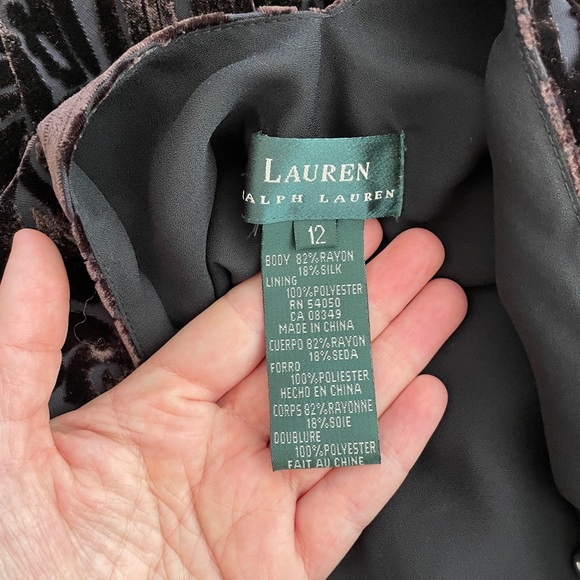 LAUREN
RALPH LAUREN
12
BODY 82%RAYON
18%SILK
LINING
100%POLYESTER
RN 54050
CA 08349
MADE IN CHINA
CUERPO 82%RAYON
18%SEDA
FORRO
100%POLIESTER
HECHO EN CHINA
CORPS 82%RAYONNE
18%SOIE
DOUBLURE
100%POLYESTER
FAIT AU CHINE